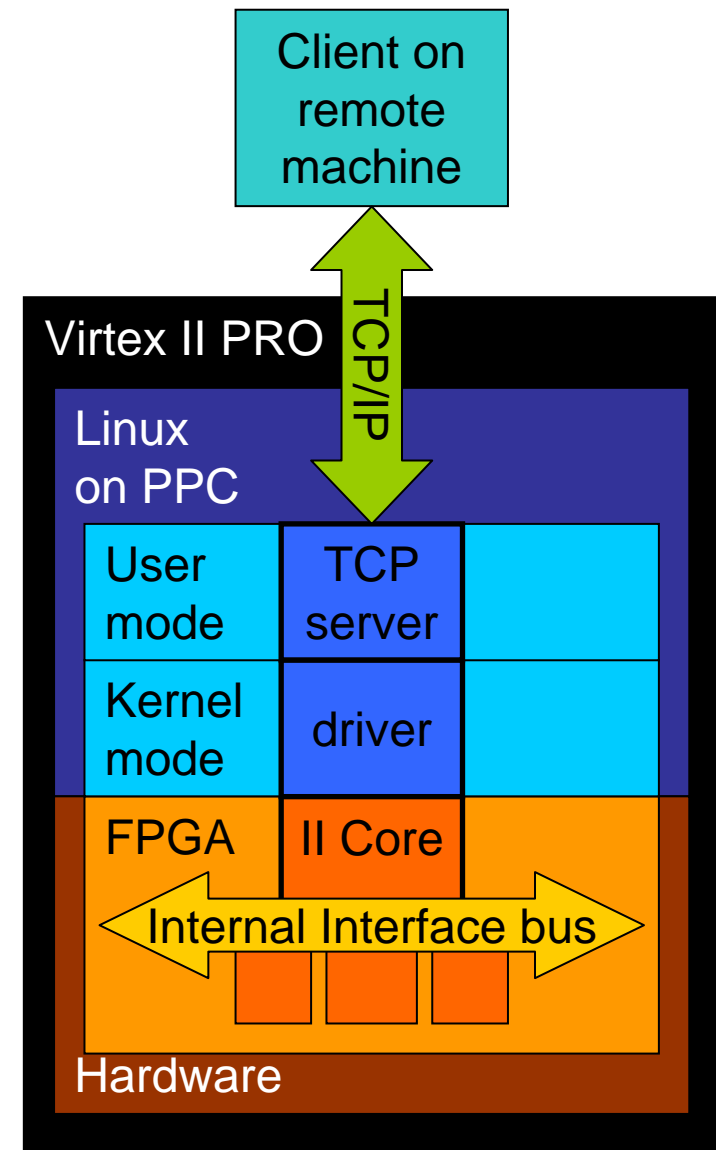 Client on
remote
machine
TCP/IP
Virtex II PRO
Linux
on PPC
User
mode
TCP
server
Kernel
mode
driver
FPGA
II Core
Internal Interface bus
Hardware